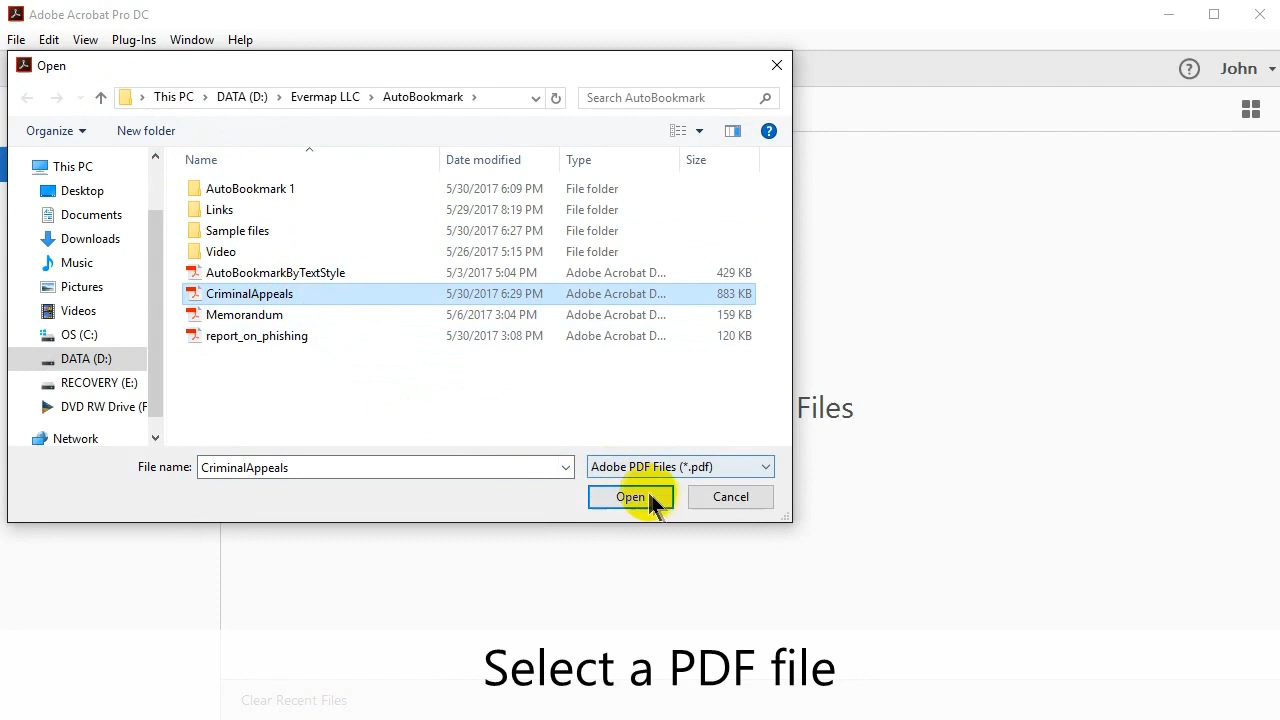 Adobe Acrobat Pro DC
File Edit View Plug-Ins Window Help
Open
John
This PC > DATA (D:) > Evermap LLC > AutoBookmark >
Search AutoBookmark
Organize New folder
Name Date modified Type Size
This PC
Desktop
Documents
Downloads
Music
Pictures
Videos
OS (C:)
DATA (D:)
RECOVERY (E:)
DVD RW Drive (F
Network
AutoBookmark 1 5/30/2017 6:09 PM File folder
Links 5/29/2017 8:19 PM File folder
Sample files 5/30/2017 6:27 PM File folder
Video 5/26/2017 5:15 PM File folder
AutoBookmarkByTextStyle 5/3/2017 5:04 PM Adobe Acrobat D... 429 KB
CriminalAppeals 5/30/2017 6:29 PM Adobe Acrobat D... 883 KB
Memorandum 5/6/2017 3:04 PM Adobe Acrobat D... 159 KB
report_on_phishing 5/30/2017 3:08 PM Adobe Acrobat D... 120 KB
Files
File name: CriminalAppeals Adobe PDF Files (*.pdf)
Open Cancel
Select a PDF file
Clear Recent Files